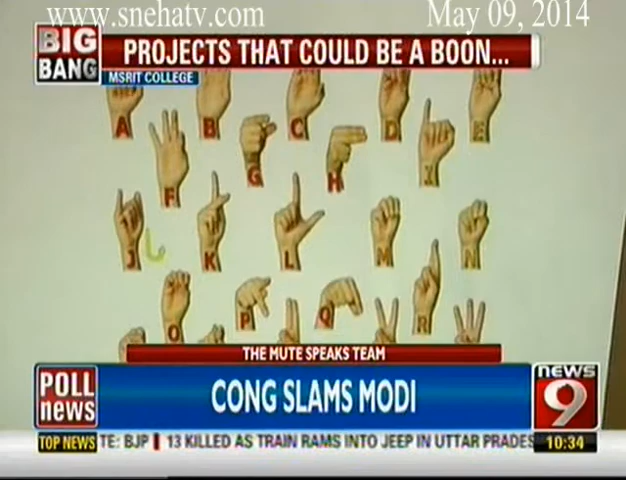 www.snehatv.com
May 09, 2014
BIG BANG
PROJECTS THAT COULD BE A BOON...
MSRIT COLLEGE
A B C D E
F G H I
J K L M N
O P Q R
THE MUTE SPEAKS TEAM
POLL news
CONG SLAMS MODI
news 9
TOP NEWS TE: BJP 13 KILLED AS TRAIN RAMS INTO JEEP IN UTTAR PRADES 10:34